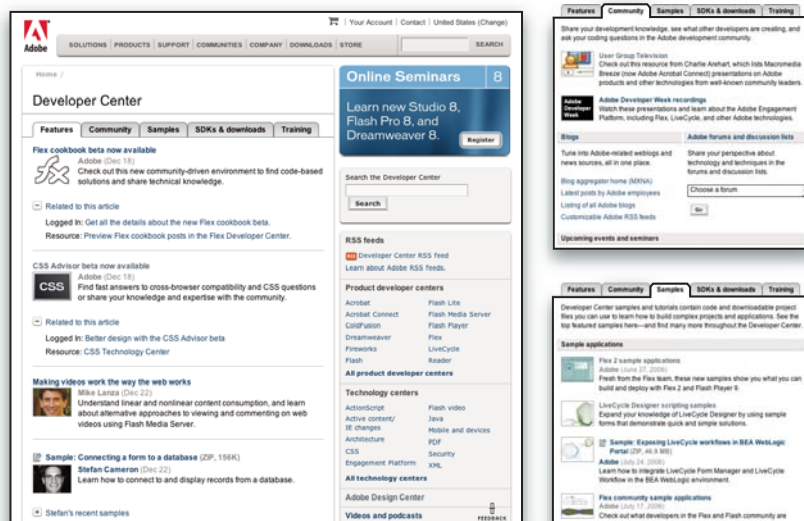 Your Account | Contact | United States (Change)
Adobe
SOLUTIONS PRODUCTS SUPPORT COMMUNITIES COMPANY DOWNLOADS STORE SEARCH
Home /
Developer Center
Features Community Samples SDKs & downloads Training
Flex cookbook beta now available
Adobe (Dec 18)
Check out this new community-driven environment to find code-based
solutions and share technical knowledge.
Related to this article
Logged In: Get all the details about the new Flex cookbook beta.
Resource: Preview Flex cookbook posts in the Flex Developer Center.
CSS Advisor beta now available
Adobe (Dec 18)
CSS
Find fast answers to cross-browser compatibility and CSS questions
or share your knowledge and expertise with the community.
Related to this article
Logged In: Better design with the CSS Advisor beta
Resource: CSS Technology Center
Making videos work the way the web works
Mike Lanza (Dec 22)
Understand linear and nonlinear content consumption, and learn
about alternative approaches to viewing and commenting on web
videos using Flash Media Server.
Sample: Connecting a form to a database (ZIP, 156K)
Stefan Cameron (Dec 22)
Learn how to connect to and display records from a database.
Stefan's recent samples
Online Seminars 8
Learn new Studio 8,
Flash Pro 8, and
Dreamweaver 8.
Register
Search the Developer Center
Search
RSS feeds
RSS Developer Center RSS feed
Learn about Adobe RSS feeds.
Product developer centers
Acrobat
Acrobat Connect
ColdFusion
Dreamweaver
Fireworks
Flash
Flash Lite
Flash Media Server
Flash Player
Flex
LiveCycle
Reader
All product developer centers
Technology centers
ActionScript
Active content/
IE changes
Architecture
CSS
Engagement Platform
Flash video
Java
Mobile and devices
PDF
Security
XML
All technology centers
Adobe Design Center
Videos and podcasts
FEEDBACK
Features Community Samples SDKs & downloads Training
Share your development knowledge, see what other developers are creating, and
ask your coding questions in the Adobe development community.
User Group Television
Check out this resource from Charlie Arehart, which lists Macromedia
Breeze (now Adobe Acrobat Connect) presentations on Adobe
products and other technologies from well-known community leaders.
Adobe
Developer
Week
Adobe Developer Week recordings
Watch these presentations and learn about the Adobe Engagement
Platform, including Flex, LiveCycle, and other Adobe technologies.
Blogs
Tune into Adobe-related weblogs and
news sources, all in one place.
Blog aggregator home (MXNA)
Latest posts by Adobe employees
Listing of all Adobe blogs
Customizable Adobe RSS feeds
Adobe forums and discussion lists
Share your perspective about
technology and techniques in the
forums and discussion lists.
Choose a forum
Go
Upcoming events and seminars
Features Community Samples SDKs & downloads Training
Developer Center samples and tutorials contain code and downloadable project
files you can use to learn how to build complex projects and applications. See the
top featured samples here—and find many more throughout the Developer Center.
Sample applications
Flex 2 sample applications
Adobe (June 27, 2006)
Fresh from the Flex team, these new samples show you what you can
build and deploy with Flex 2 and Flash Player 9.
LiveCycle Designer scripting samples
Expand your knowledge of LiveCycle Designer by using sample
forms that demonstrate quick and simple solutions.
Sample: Exposing LiveCycle workflows in BEA WebLogic
Portal (ZIP, 46.9 MB)
Adobe (July 24, 2006)
Learn how to integrate LiveCycle Form Manager and LiveCycle
Workflow in the BEA WebLogic environment.
Flex community sample applications
Adobe (July 17, 2006)
Check out what developers in the Flex and Flash community are